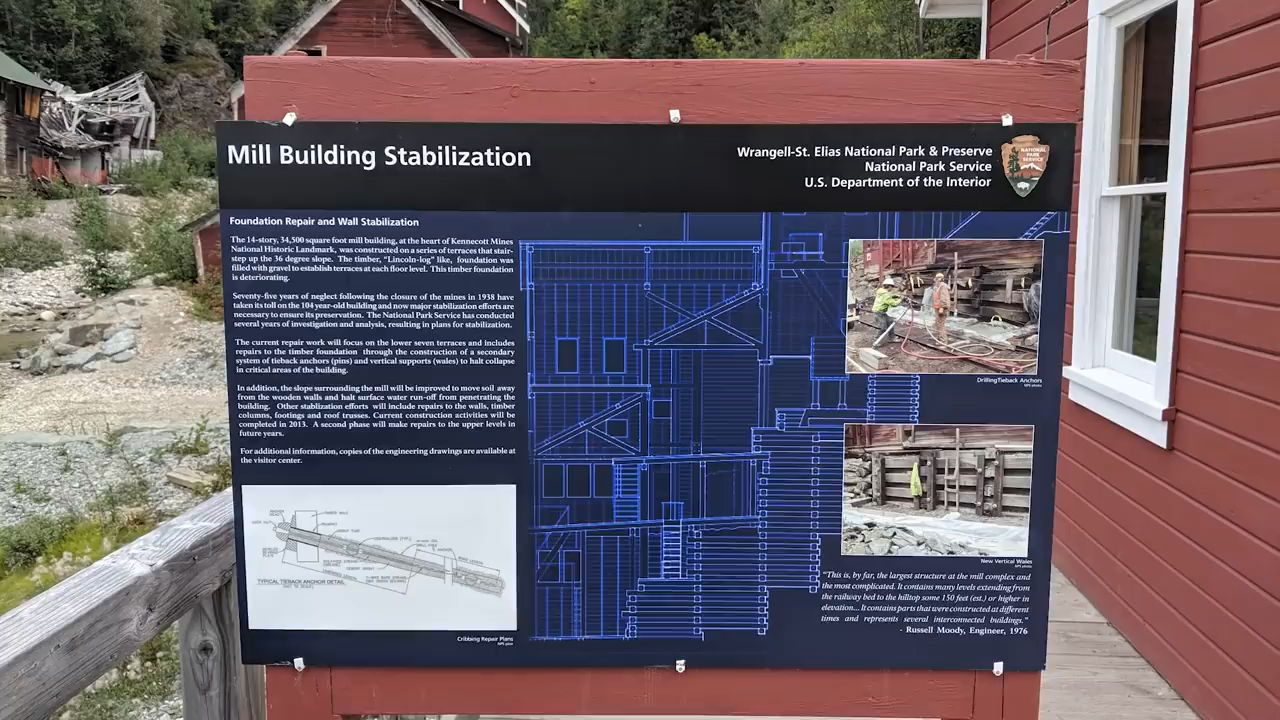 Mill Building Stabilization
Wrangell-St. Elias National Park & Preserve
National Park Service
U.S. Department of the Interior
NATIONAL
PARK
SERVICE
Foundation Repair and Wall Stabilization
The 14-story, 34,500 square foot mill building, at the heart of Kennecott Mines
National Historic Landmark, was constructed on a series of terraces that stair-
step up the 36 degree slope. The timber, "Lincoln-log" like, foundation was
filled with gravel to establish terraces at each floor level. This timber foundation
is deteriorating.
Seventy-five years of neglect following the closure of the mines in 1938 have
taken its toll on the 104 year-old building and now major stabilization efforts are
necessary to ensure its preservation. The National Park Service has conducted
several years of investigation and analysis, resulting in plans for stabilization.
The current repair work will focus on the lower seven terraces and includes
repairs to the timber foundation through the construction of a secondary
system of tieback anchors (pins) and vertical supports (wales) to halt collapse
in critical areas of the building.
In addition, the slope surrounding the mill will be improved to move soil away
from the wooden walls and halt surface water run-off from penetrating the
building. Other stablization efforts will include repairs to the walls, timber
columns, footings and roof trusses. Current construction activities will be
completed in 2013. A second phase will make repairs to the upper levels in
future years.
For additional information, copies of the engineering drawings are available at
the visitor center.
TYPICAL TIEBACK ANCHOR DETAIL
Cribbing Repair Plans
NPS plan
DrillingTieback Anchors
NPS photo
New Vertical Wales
NPS photo
"This is, by far, the largest structure at the mill complex and
the most complicated. It contains many levels extending from
the railway bed to the hilltop some 150 feet (est.) or higher in
elevation... It contains parts that were constructed at different
times and represents several interconnected buildings."
- Russell Moody, Engineer, 1976